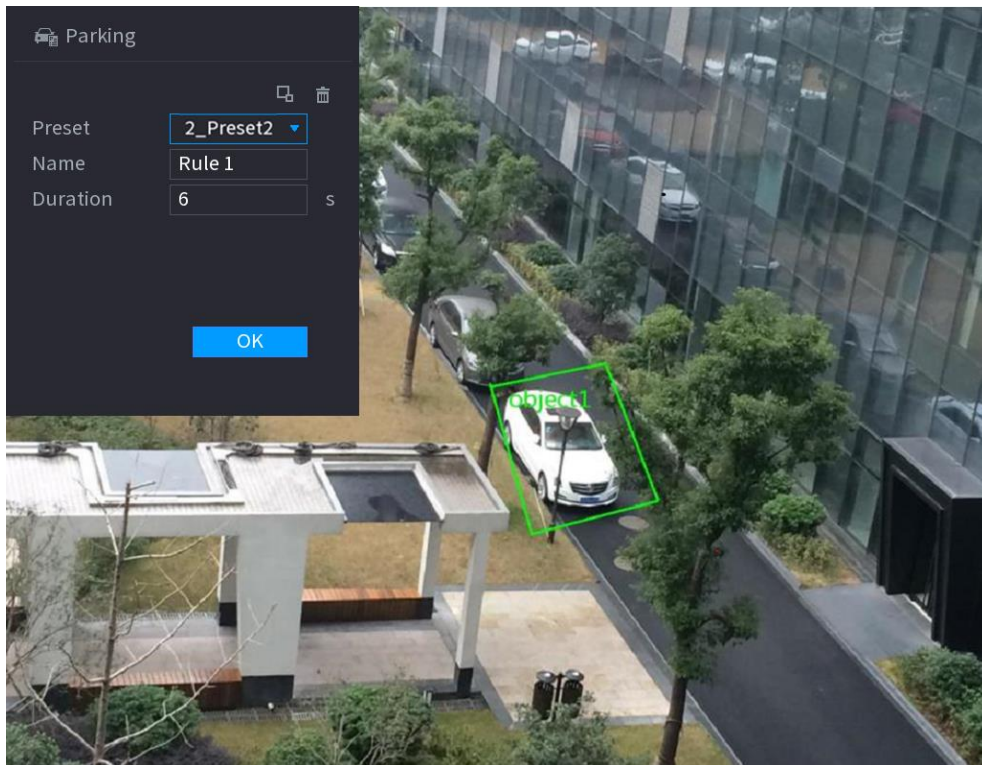 Parking
Preset 2_Preset2
Name Rule 1
Duration 6 s
OK
object1